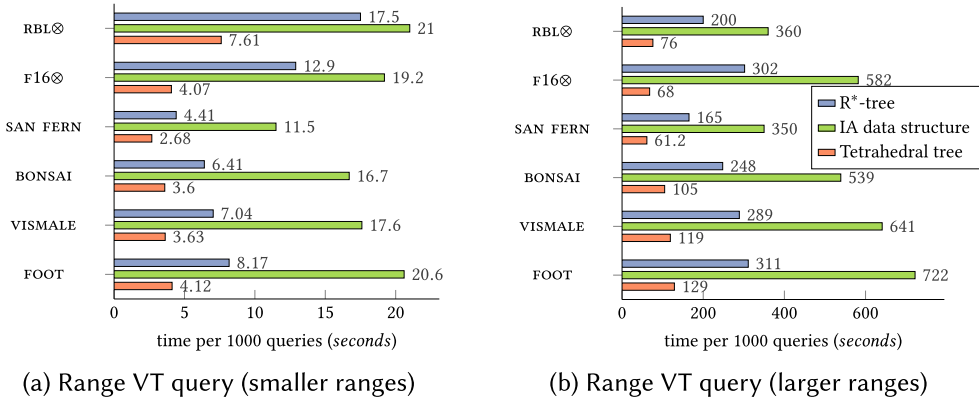 RBL⊗
17.5
21
7.61
F16⊗
12.9
19.2
4.07
SAN FERN
4.41
11.5
2.68
BONSAI
6.41
16.7
3.6
VISMALE
7.04
17.6
3.63
FOOT
8.17
20.6
4.12
0 5 10 15 20
time per 1000 queries (seconds)
(a) Range VT query (smaller ranges)
RBL⊗
200
360
76
F16⊗
302
582
68
SAN FERN
165
350
61.2
BONSAI
248
539
105
VISMALE
289
641
119
FOOT
311
722
129
R*-tree
IA data structure
Tetrahedral tree
0 200 400 600
time per 1000 queries (seconds)
(b) Range VT query (larger ranges)